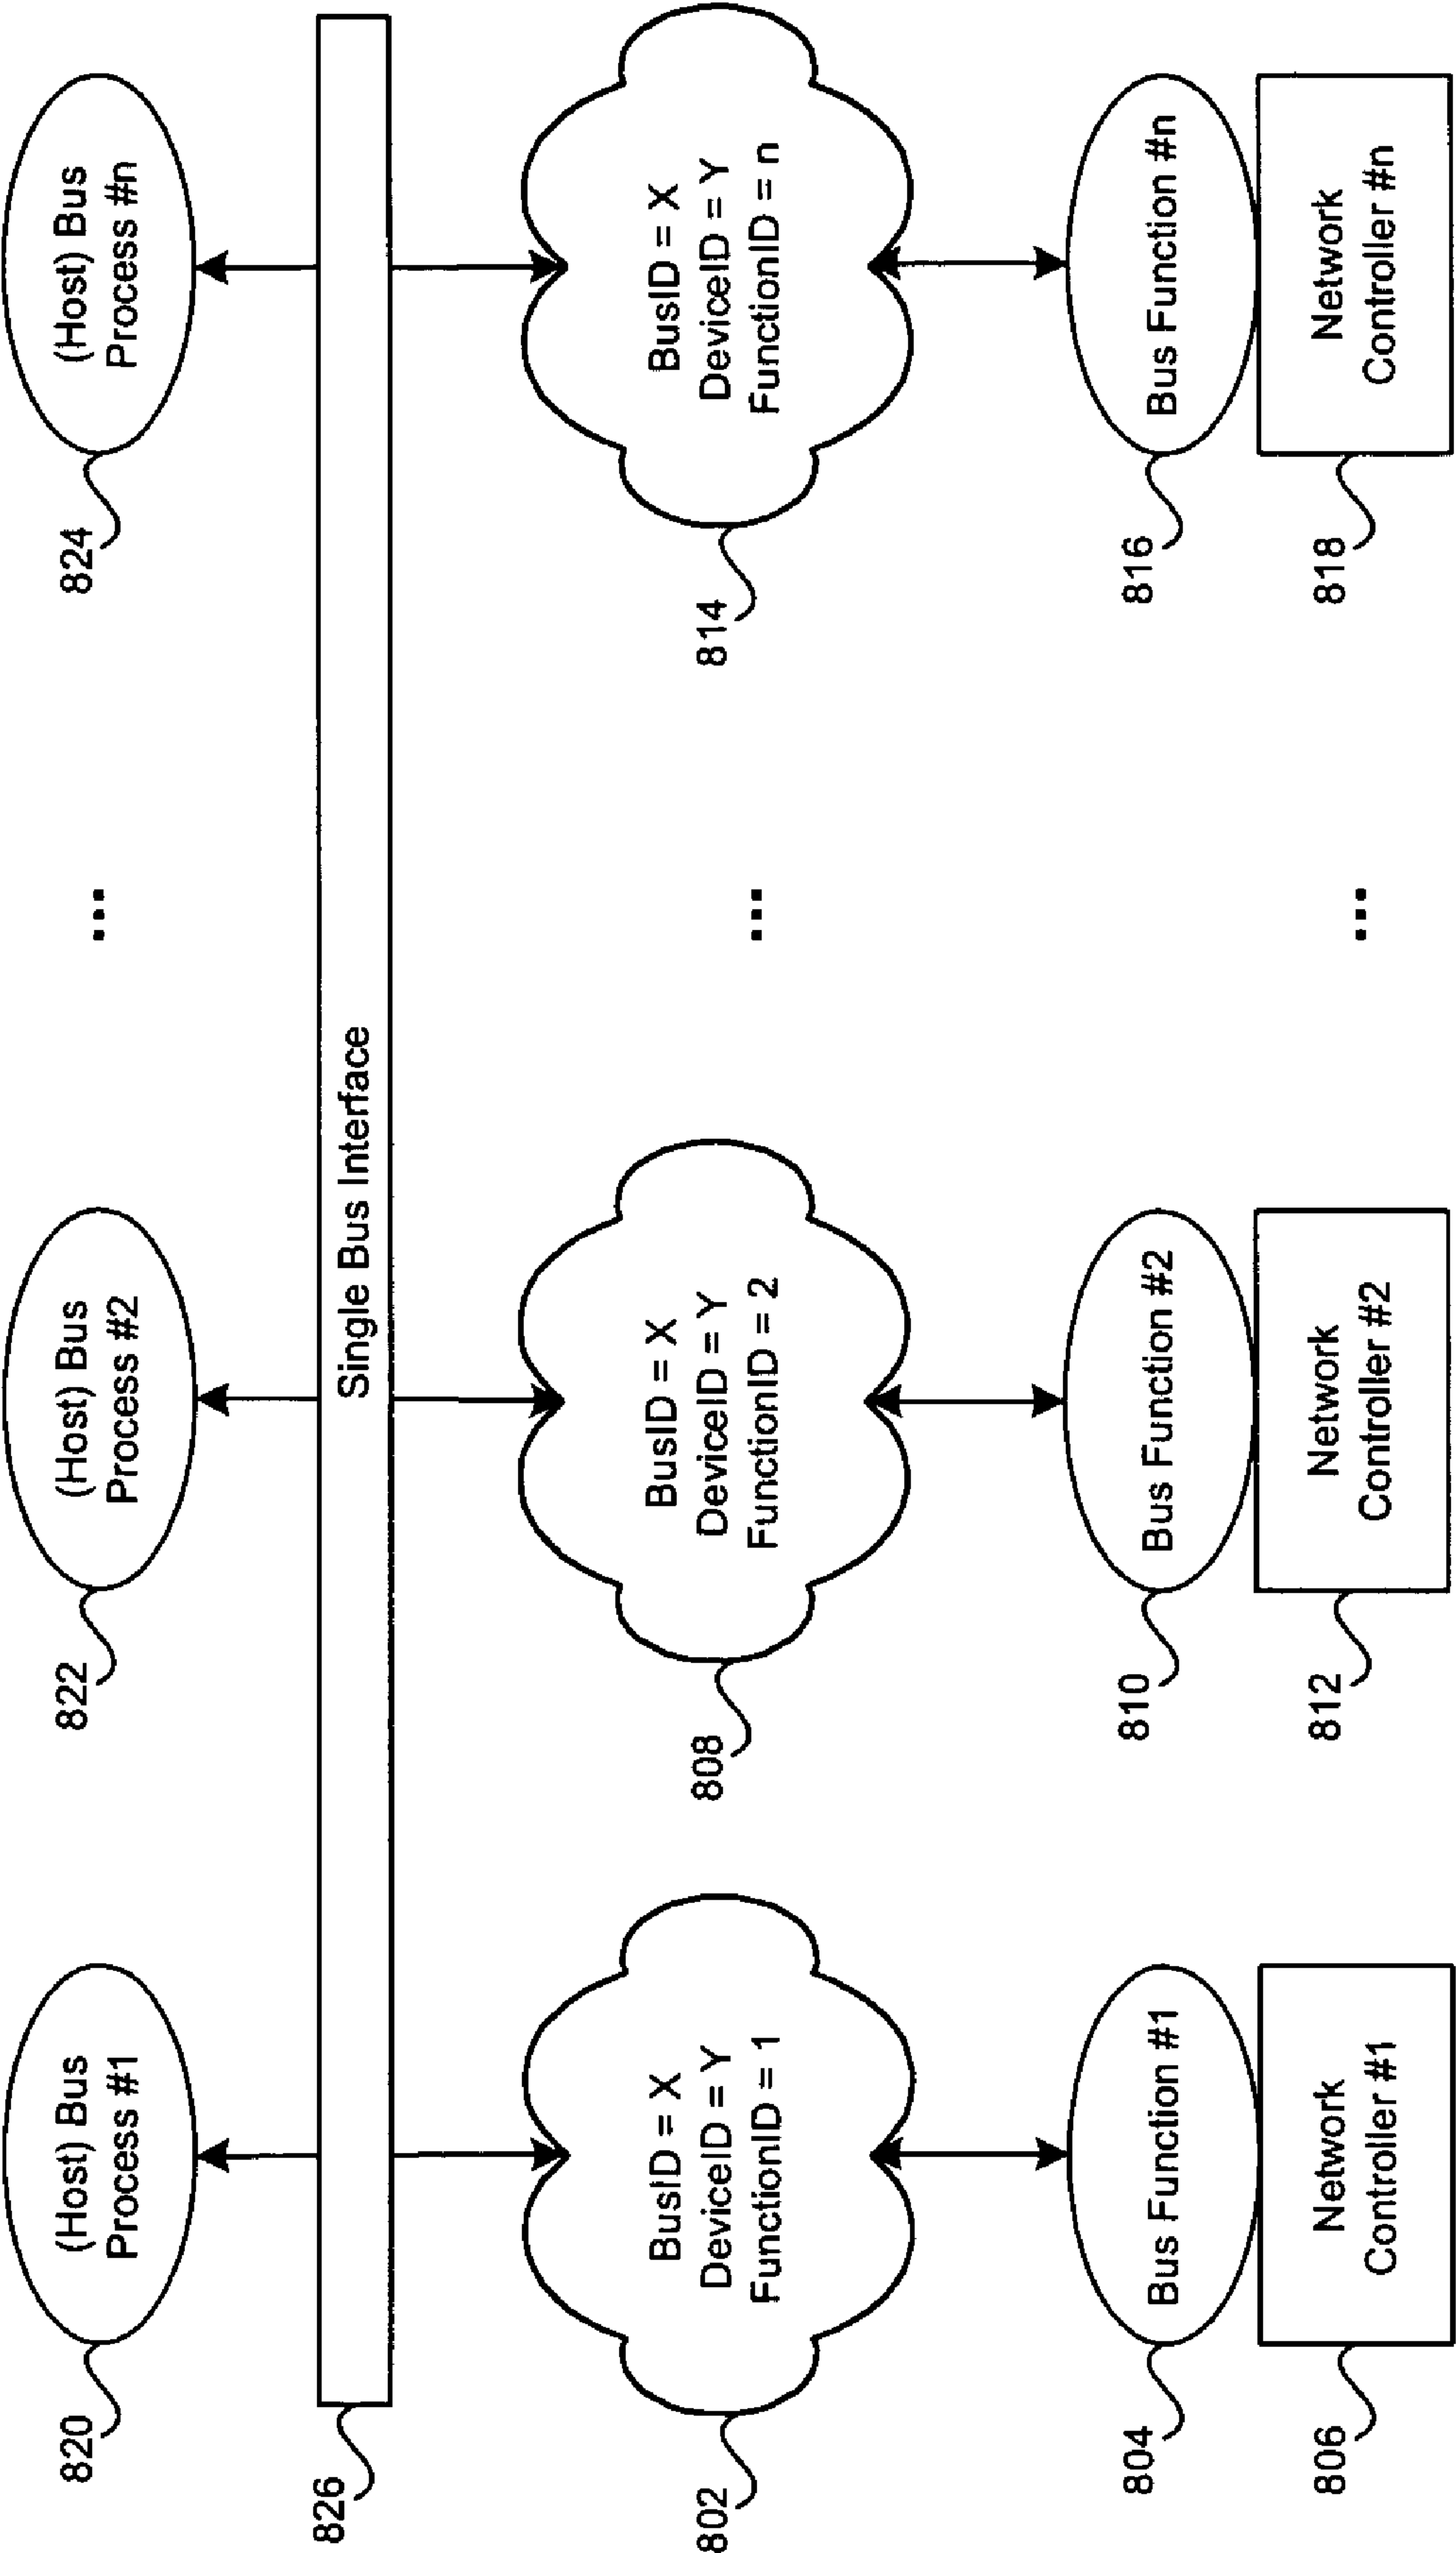 (Host) Bus
Process #1
820
(Host) Bus
Process #2
822
...
(Host) Bus
Process #n
824
Single Bus Interface
826
BusID = X
DeviceID = Y
FunctionID = 1
802
BusID = X
DeviceID = Y
FunctionID = 2
808
...
BusID = X
DeviceID = Y
FunctionID = n
814
Bus Function #1
804
Bus Function #2
810
Bus Function #n
816
Network
Controller #1
806
Network
Controller #2
812
...
Network
Controller #n
818